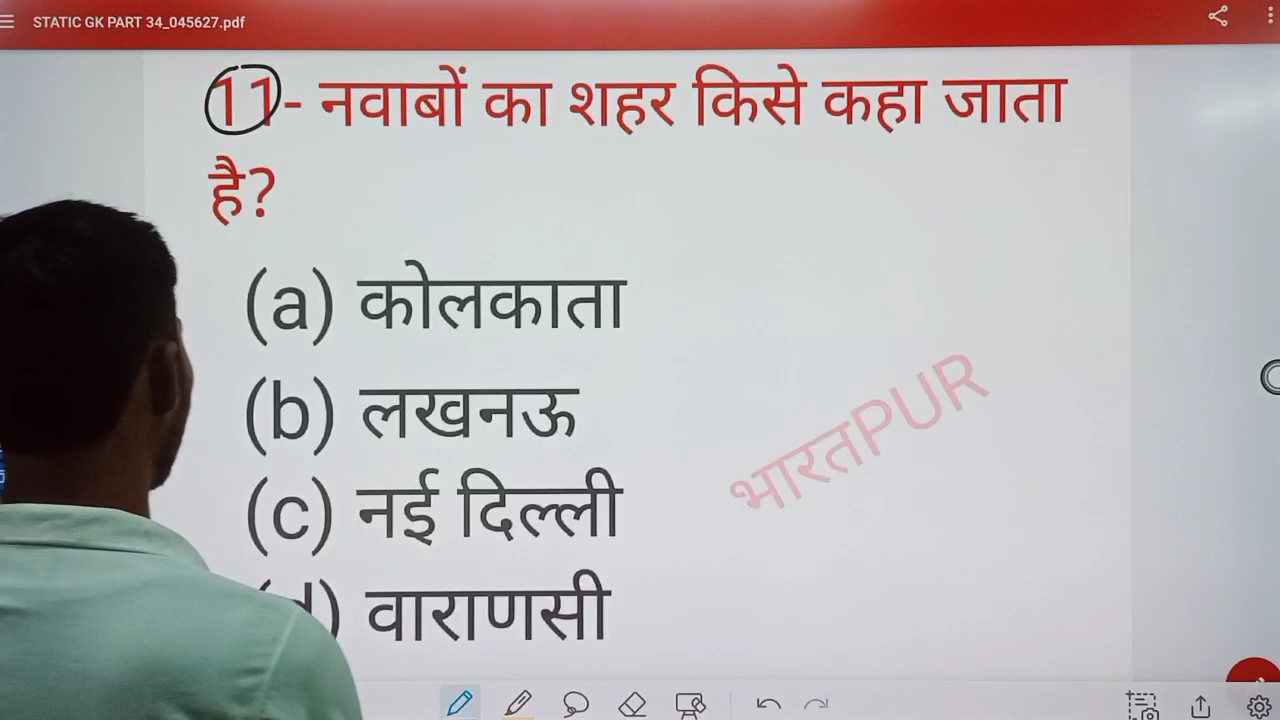 STATIC GK PART 34_045627.pdf
11- नवाबों का शहर किसे कहा जाता
है?
(a) कोलकाता
(b) लखनऊ
(c) नई दिल्ली
(d) वाराणसी
भारतPUR